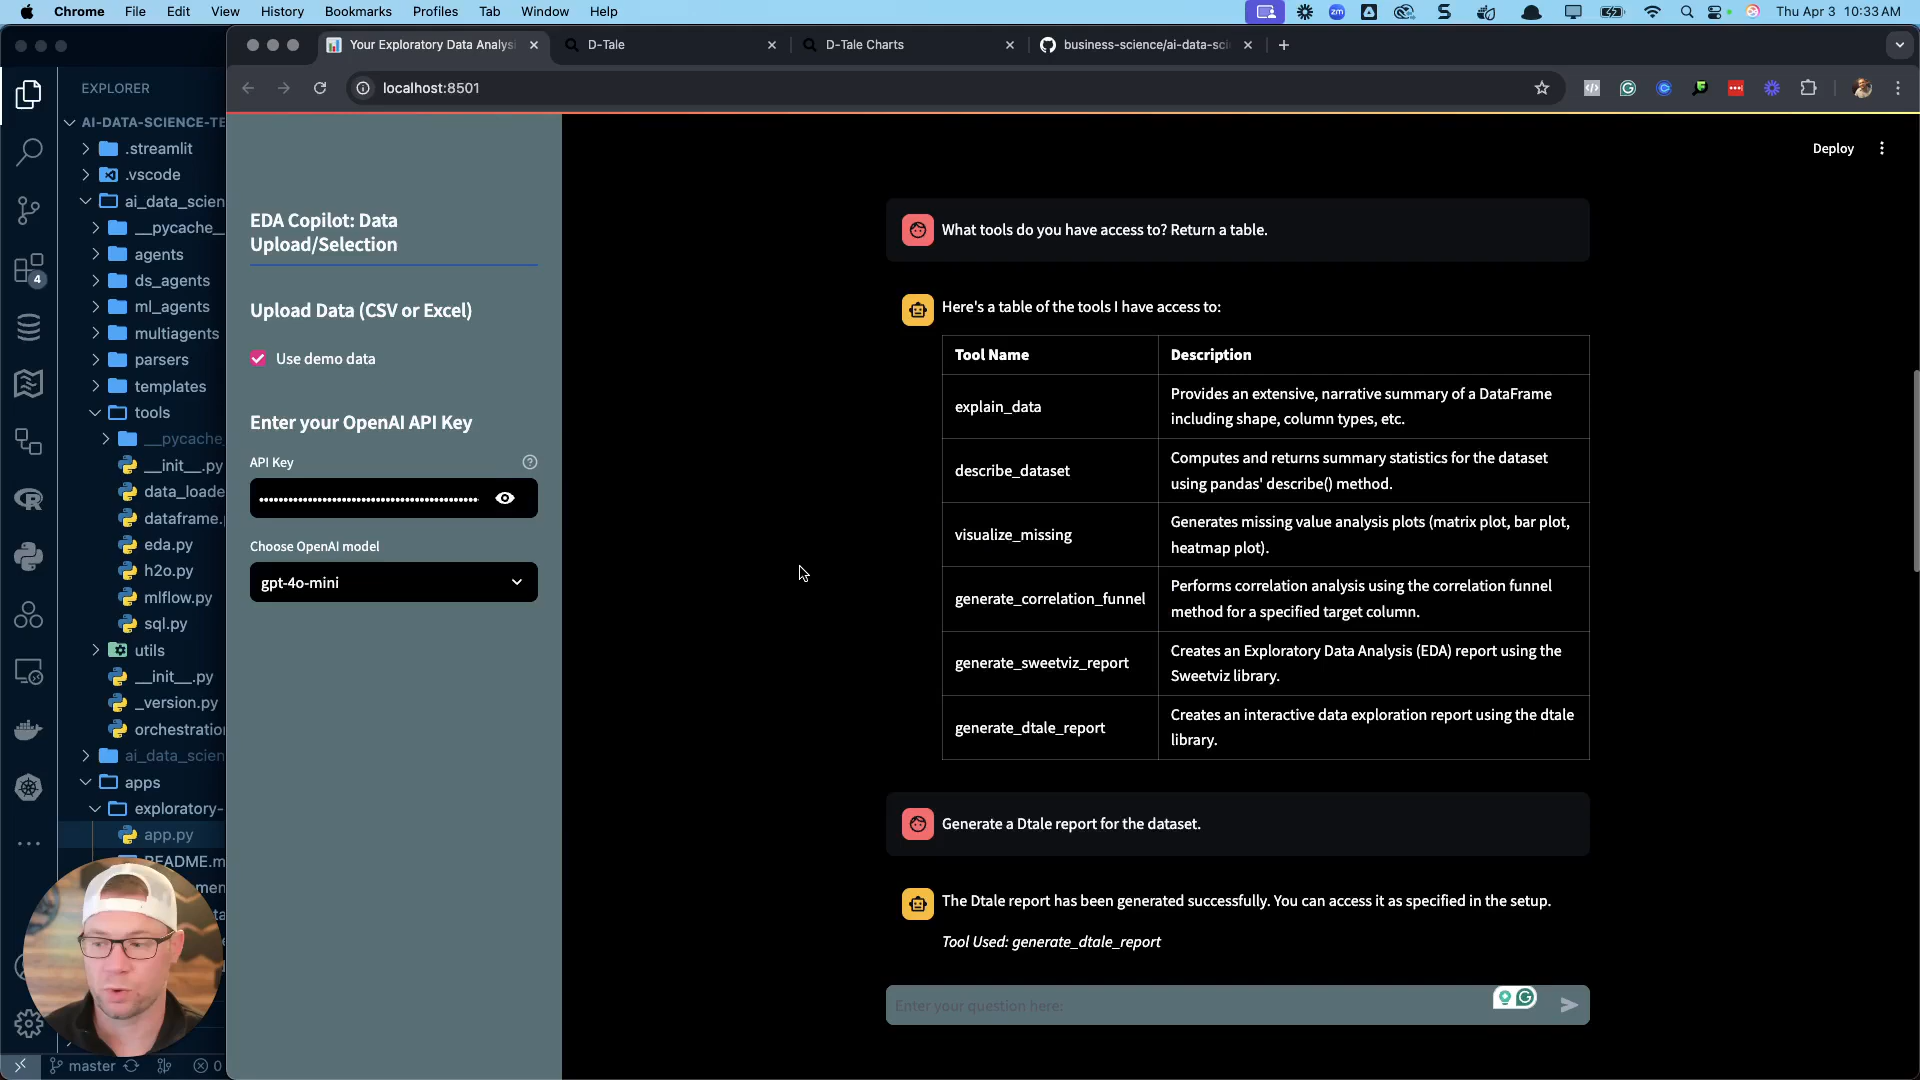 Chrome File Edit View History Bookmarks Profiles Tab Window Help
zm S Thu Apr 3 10:33 AM
Your Exploratory Data Analysi
D-Tale
D-Tale Charts
business-science/ai-data-sci
localhost:8501
EXPLORER
AI-DATA-SCIENCE-TE
.streamlit
.vscode
ai_data_scien
__pycache__
agents
ds_agents
ml_agents
multiagents
parsers
templates
tools
__pycache
__init__.py
data_loade
dataframe.
eda.py
h2o.py
mlflow.py
sql.py
utils
__init__.py
_version.py
orchestratio
ai_data_scien
apps
exploratory-
app.py
README.m
men
ta
4
R
master
0
EDA Copilot: Data
Upload/Selection
Upload Data (CSV or Excel)
Use demo data
Enter your OpenAI API Key
API Key
Choose OpenAI model
gpt-4o-mini
Deploy
What tools do you have access to? Return a table.
Here's a table of the tools I have access to:
Tool Name Description
explain_data
Provides an extensive, narrative summary of a DataFrame
including shape, column types, etc.
describe_dataset
Computes and returns summary statistics for the dataset
using pandas' describe() method.
visualize_missing
Generates missing value analysis plots (matrix plot, bar plot,
heatmap plot).
generate_correlation_funnel
Performs correlation analysis using the correlation funnel
method for a specified target column.
generate_sweetviz_report
Creates an Exploratory Data Analysis (EDA) report using the
Sweetviz library.
generate_dtale_report
Creates an interactive data exploration report using the dtale
library.
Generate a Dtale report for the dataset.
The Dtale report has been generated successfully. You can access it as specified in the setup.
Tool Used: generate_dtale_report
Enter your question here: